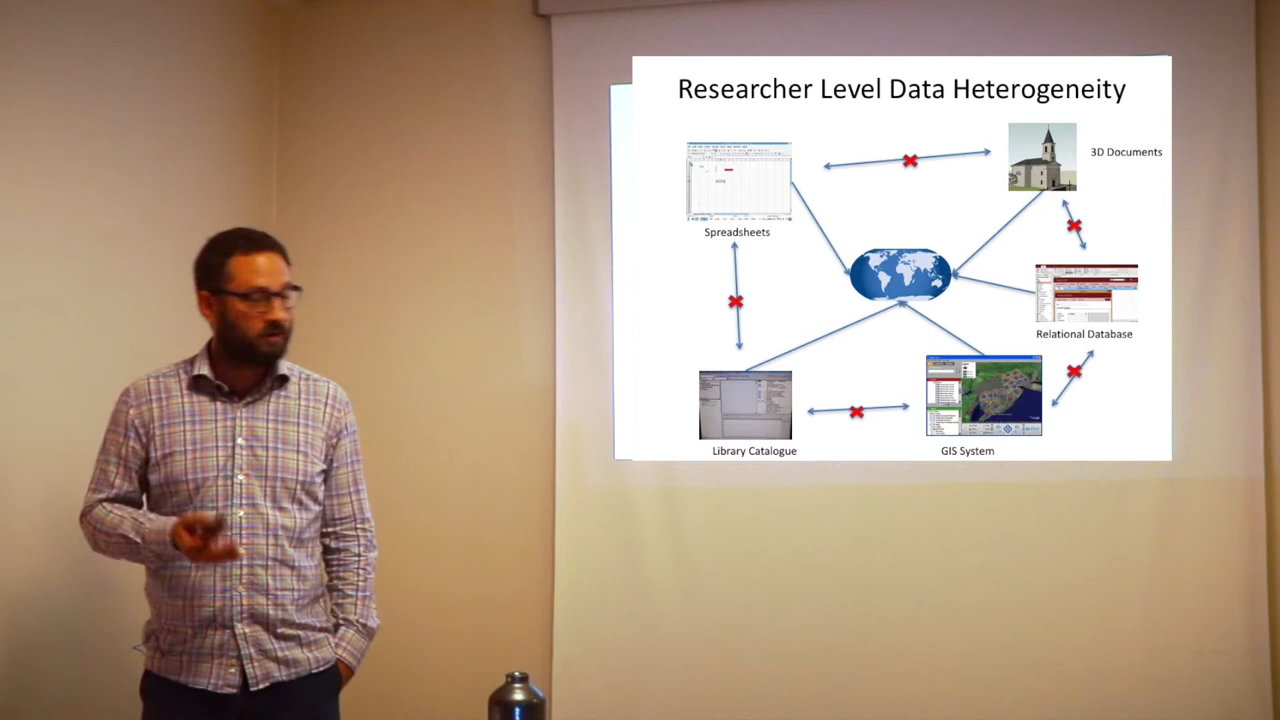 Researcher Level Data Heterogeneity
3D Documents
Spreadsheets
Relational Database
Library Catalogue
GIS System